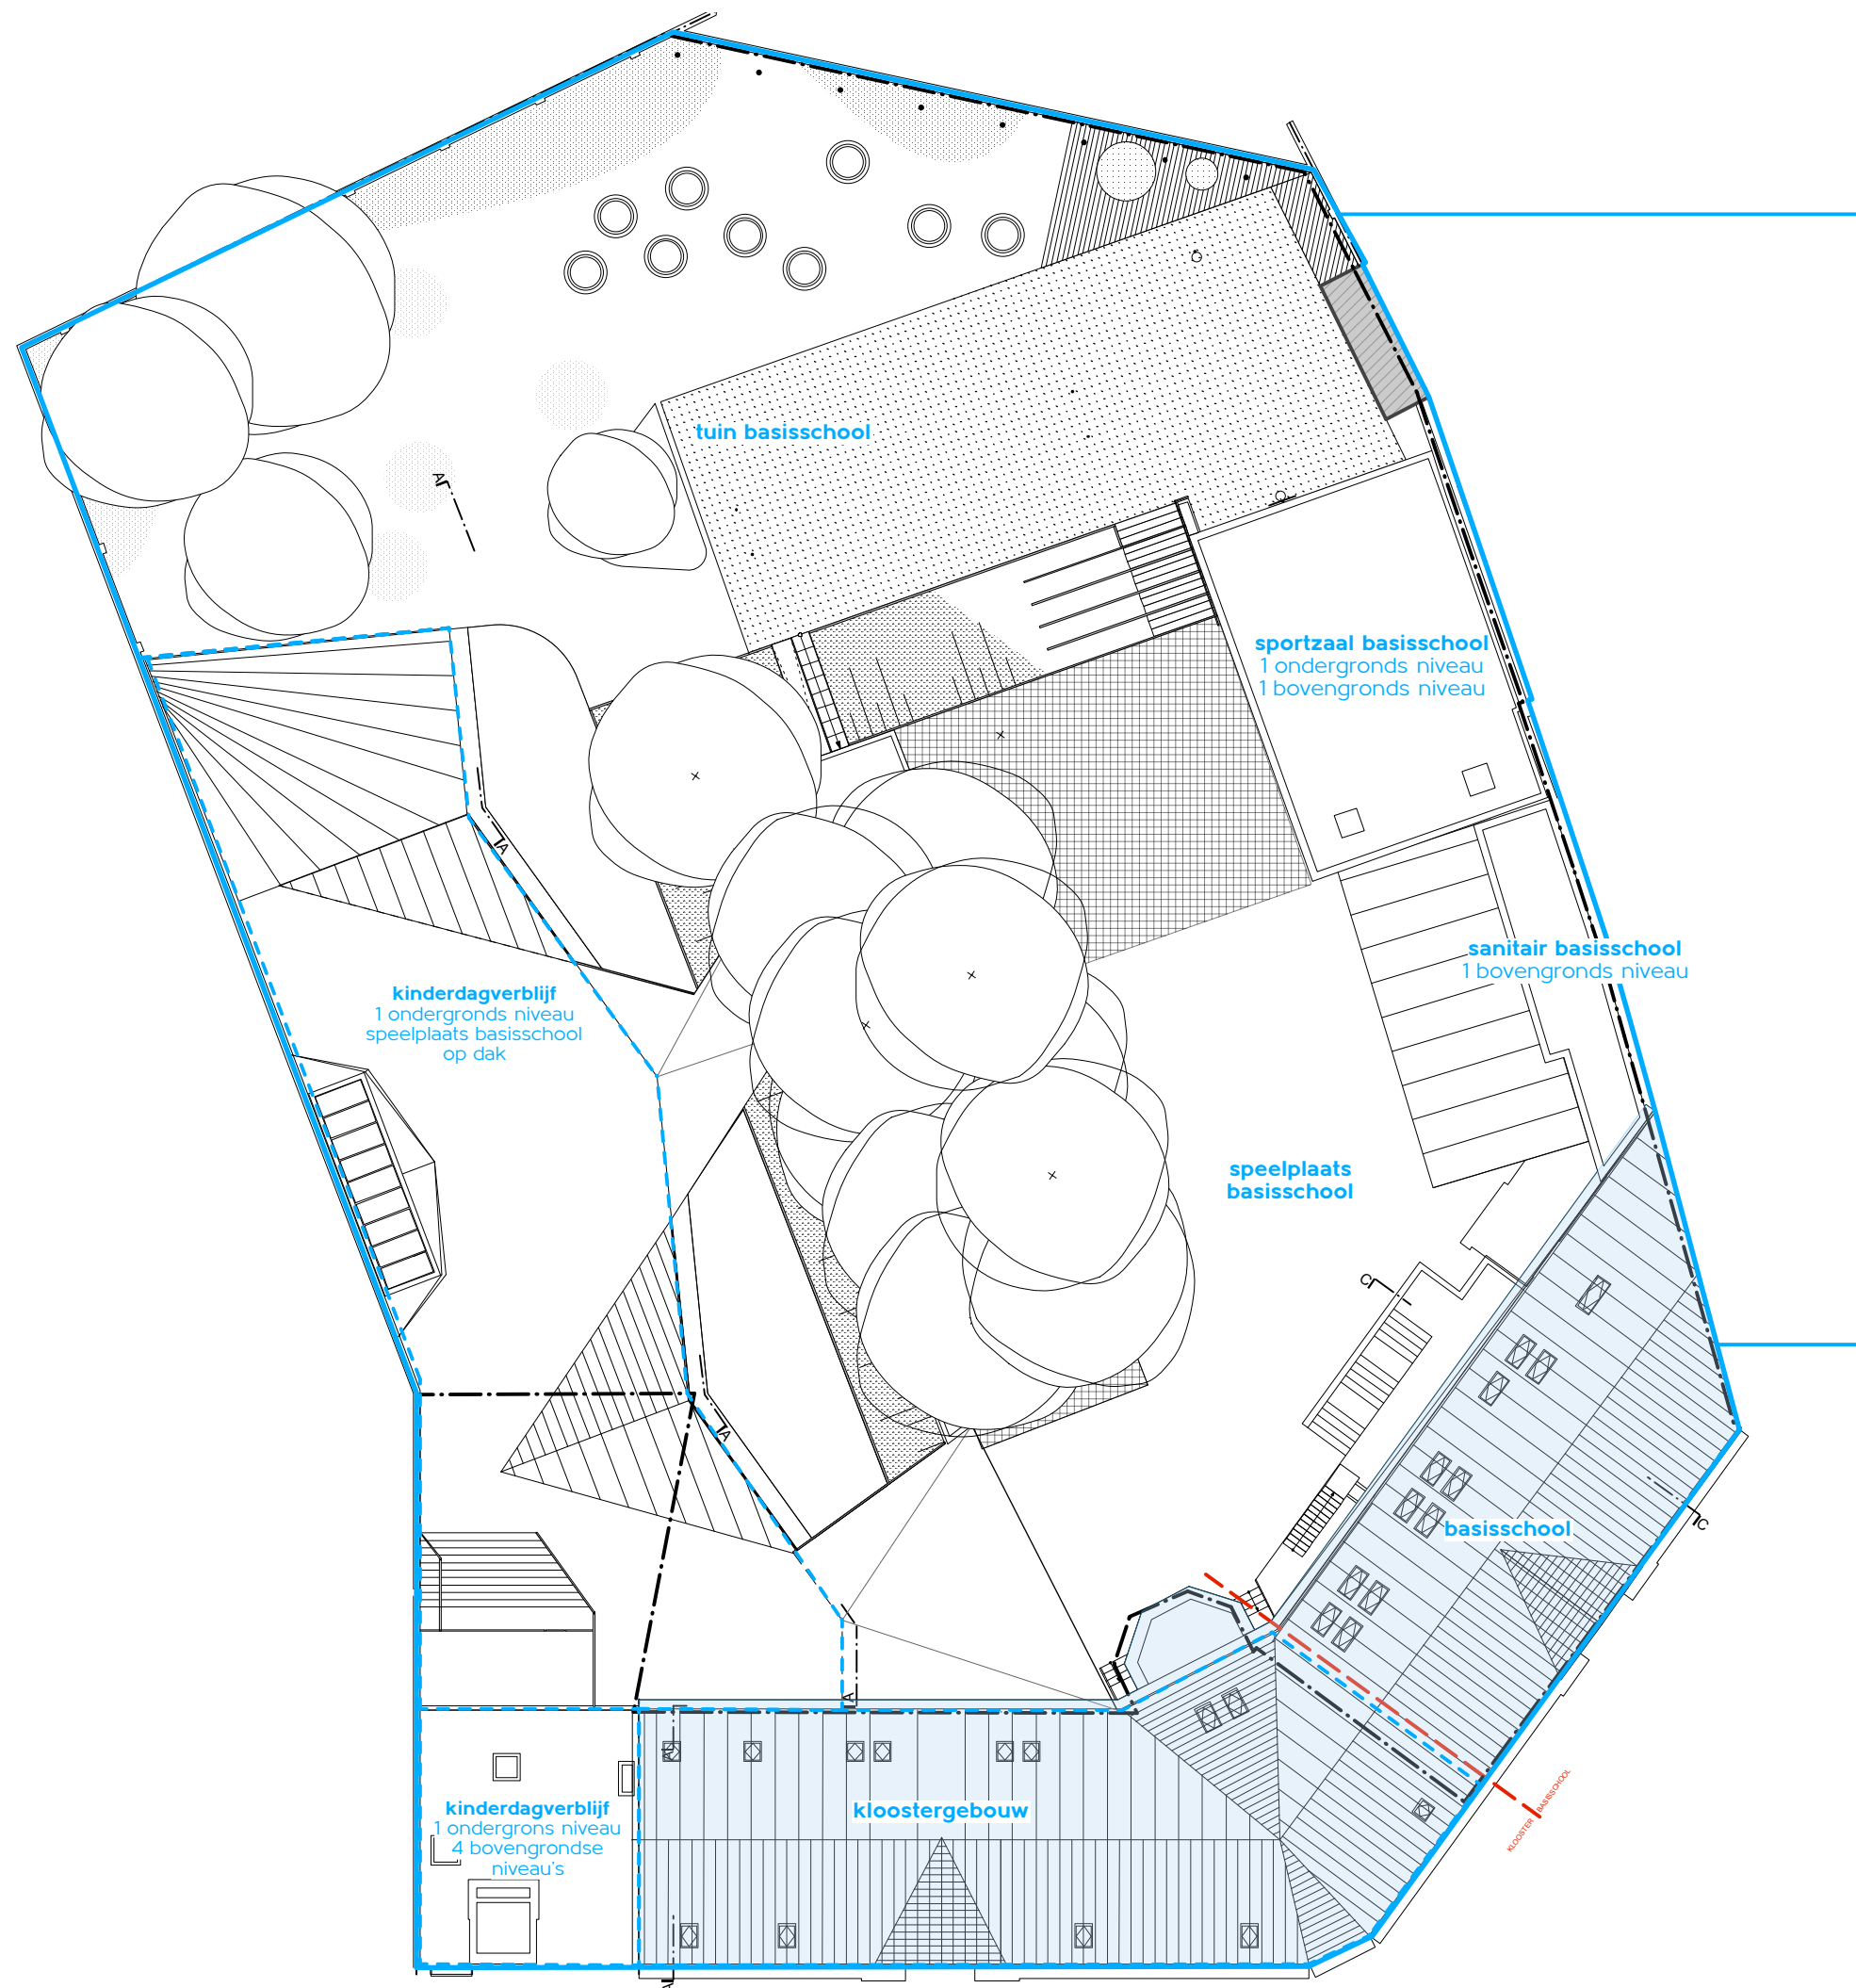 tuin basisschool
A
sportzaal basisschool
1 ondergronds niveau
1 bovengronds niveau
A
sanitair basisschool
1 bovengronds niveau
kinderdagverblijf
1 ondergronds niveau
speelplaats basisschool
op dak
speelplaats
basisschool
C
A
basisschool
C
A
kloostergebouw
kinderdagverblijf
1 ondergrons niveau
4 bovengrondse
niveau's
KLOOSTER
BASISSCHOOL